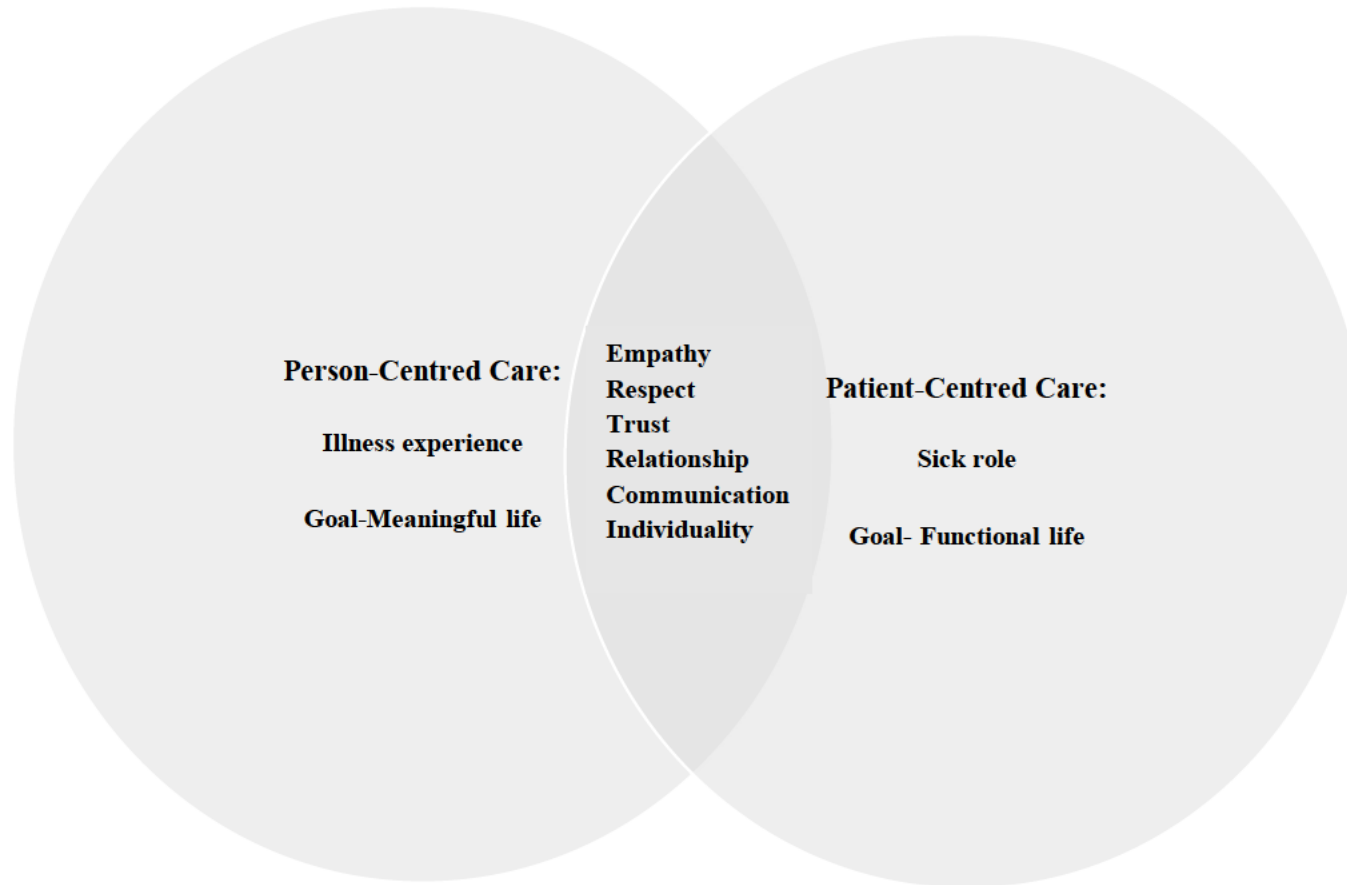 Person-Centred Care:
Illness experience
Goal-Meaningful life
Empathy
Respect
Trust
Relationship
Communication
Individuality
Patient-Centred Care:
Sick role
Goal- Functional life